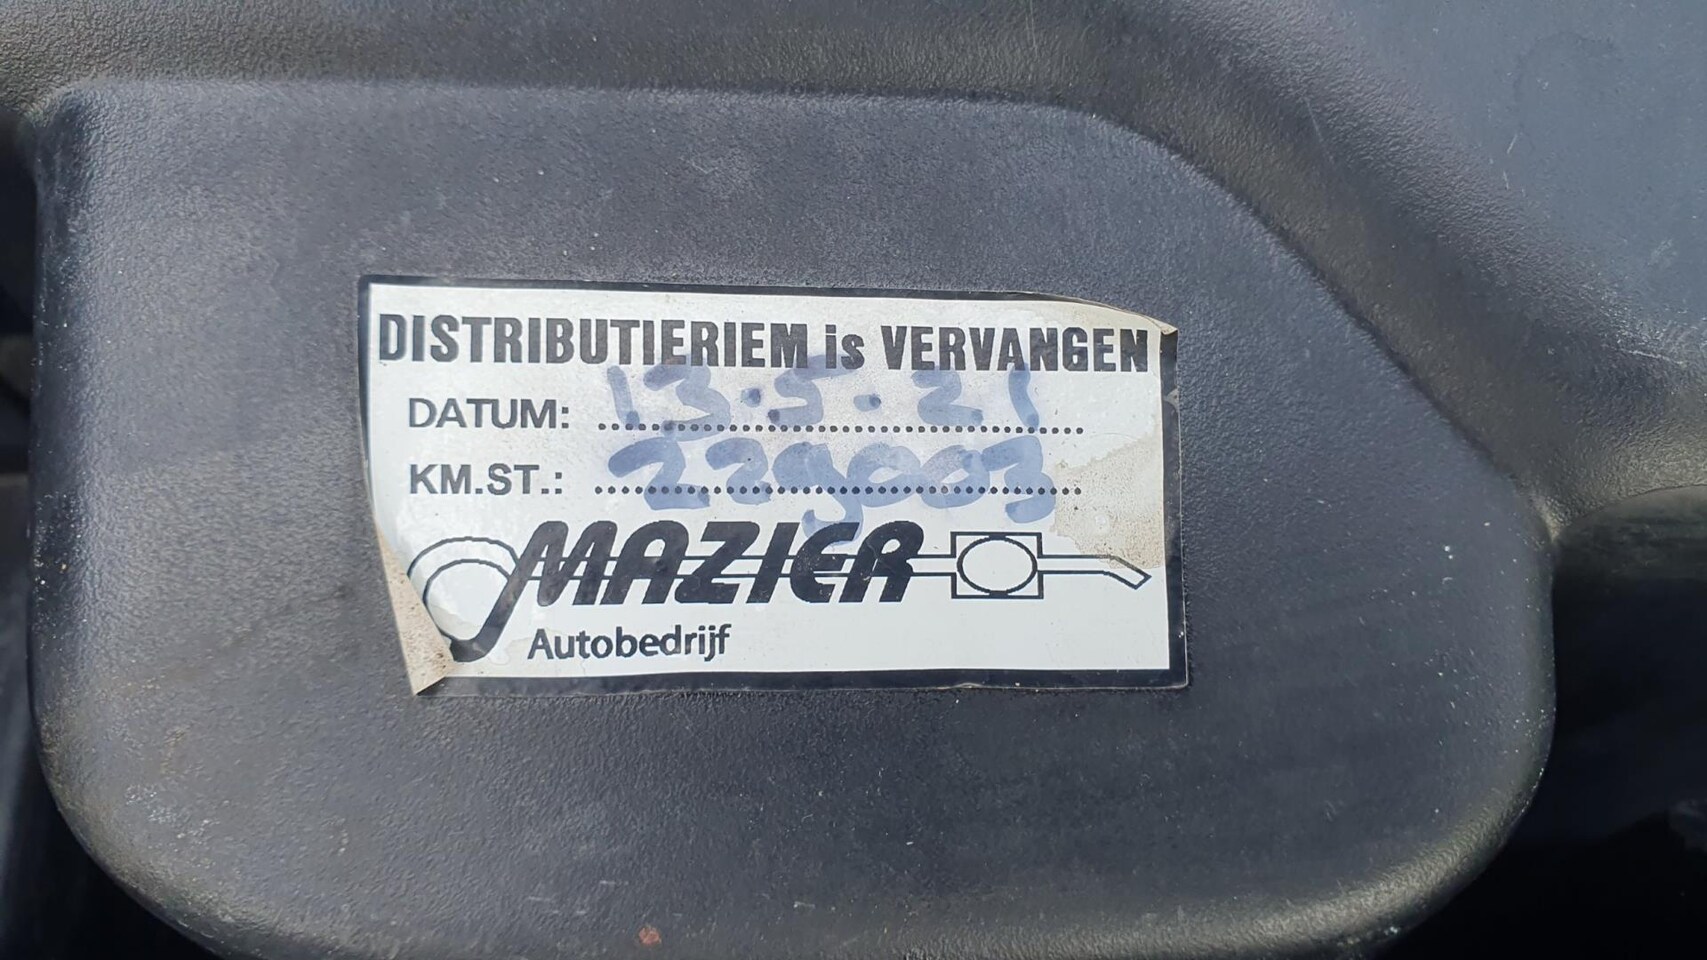 DISTRIBUTIERIEM is VERVANGEN
DATUM: 13.5.21
KM.ST.: 229003
MAZIER
Autobedrijf